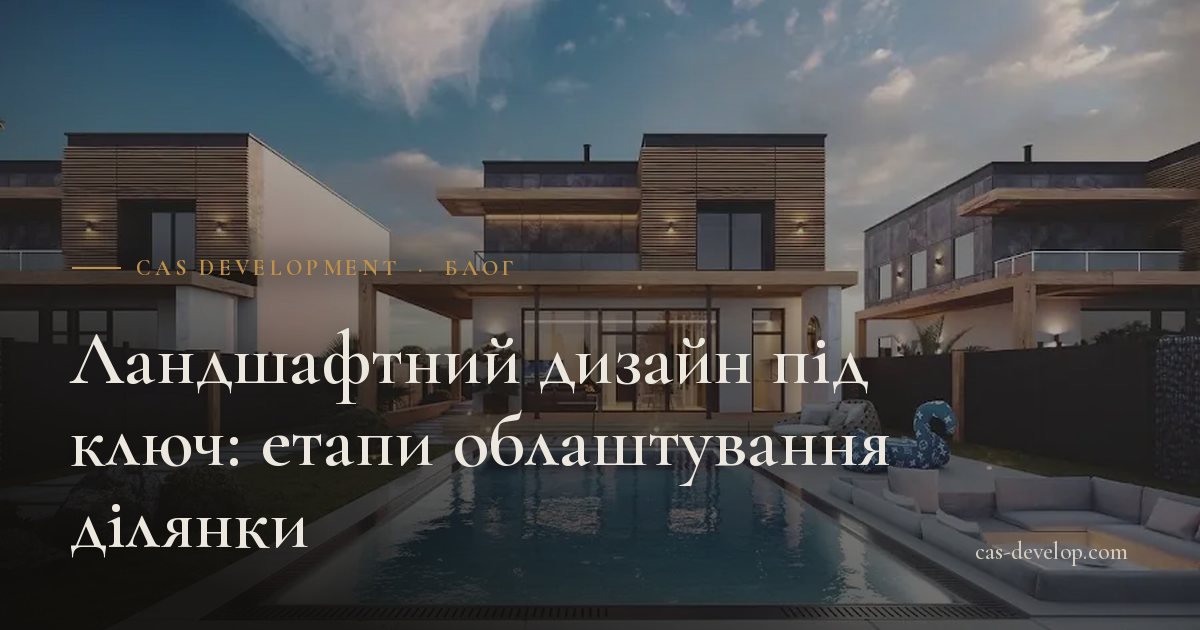 CAS DEVELOPMENT · БЛОГ
Ландшафтний дизайн під
ключ: етапи облаштування
ділянки
cas-develop.com